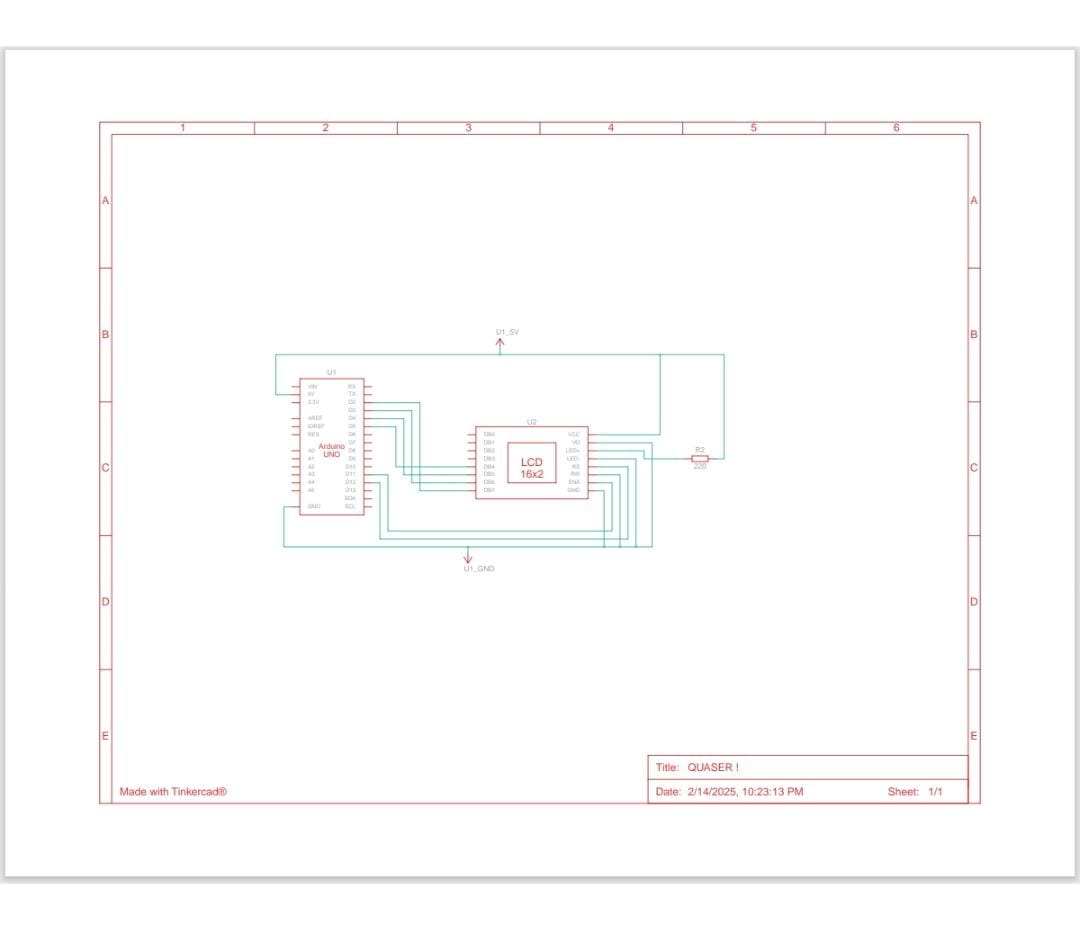 1 2 3 4 5 6
A A
B B
U1_5V
U1
VIN RX
5V TX
3.3V D2
D3
AREF D4
IOREF D5
RES D6
D7
A0 D8
A1 D9
A2 D10
A3 D11
A4 D12
A5 D13
SDA
GND SCL
Arduino
UNO
U2
DB0 VCC
DB1 VO
DB2 LED+
DB3 LED-
DB4 RS
DB5 RW
DB6 ENA
DB7 GND
LCD
16x2
R2
220
C C
U1_GND
D D
E E
Made with Tinkercad®
Title: QUASER !
Date: 2/14/2025, 10:23:13 PM Sheet: 1/1